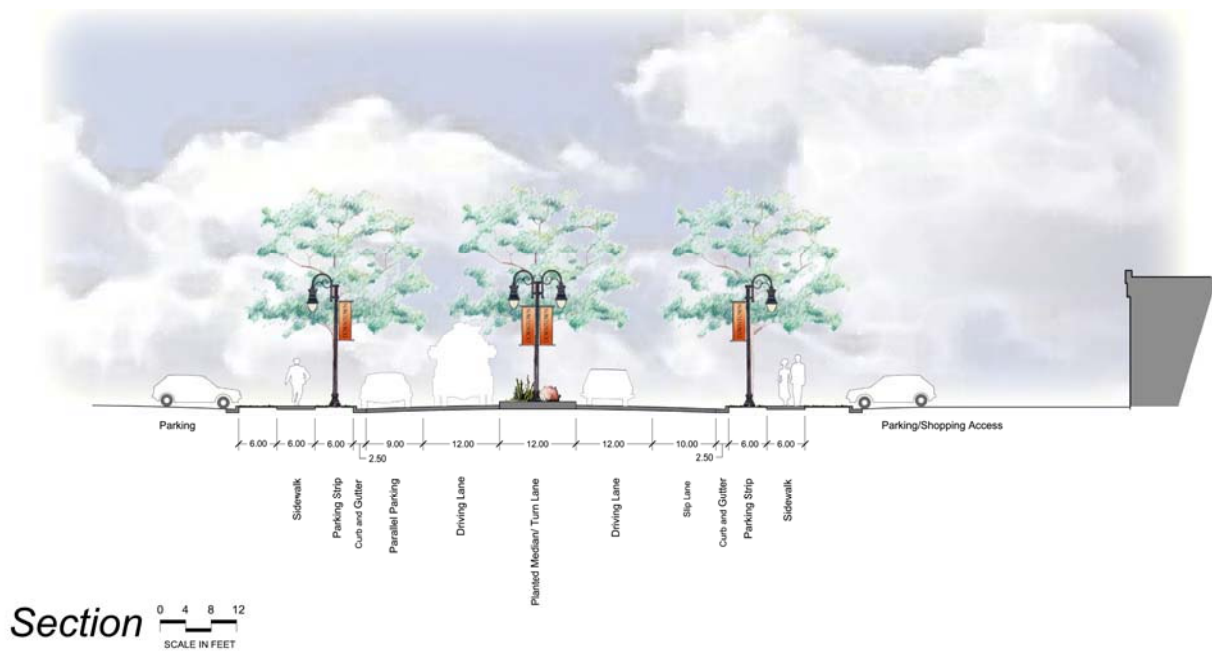 Parking
Parking/Shopping Access
6.00 6.00 6.00 9.00 12.00 12.00 12.00 10.00 6.00 6.00
2.50 2.50
Sidewalk
Parking Strip
Curb and Gutter
Parallel Parking
Driving Lane
Planted Median/ Turn Lane
Driving Lane
Slip Lane
Curb and Gutter
Parking Strip
Sidewalk
Section
0 4 8 12
SCALE IN FEET